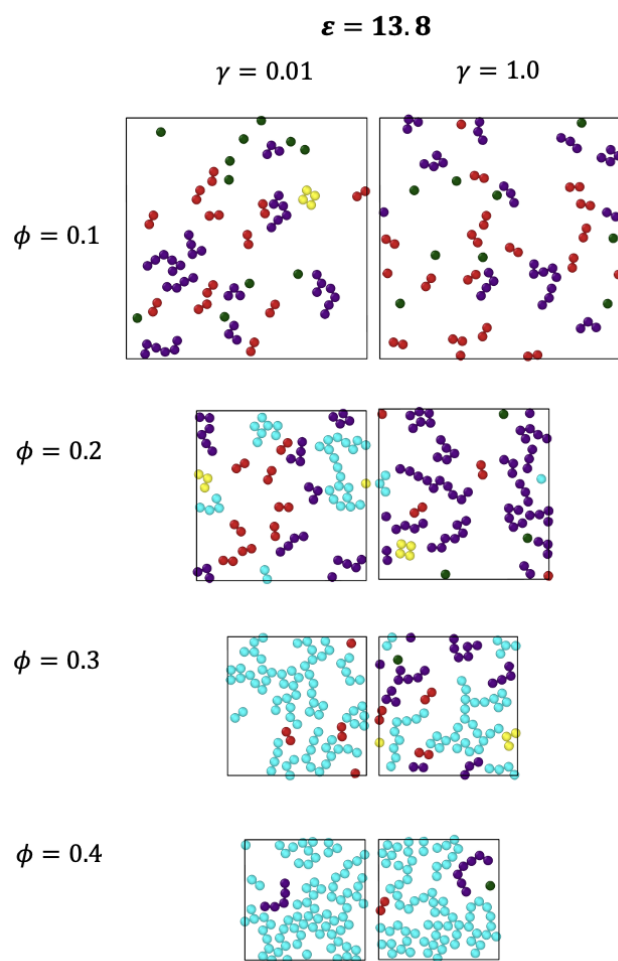 ε = 13.8
γ = 0.01 γ = 1.0
ϕ = 0.1
ϕ = 0.2
ϕ = 0.3
ϕ = 0.4